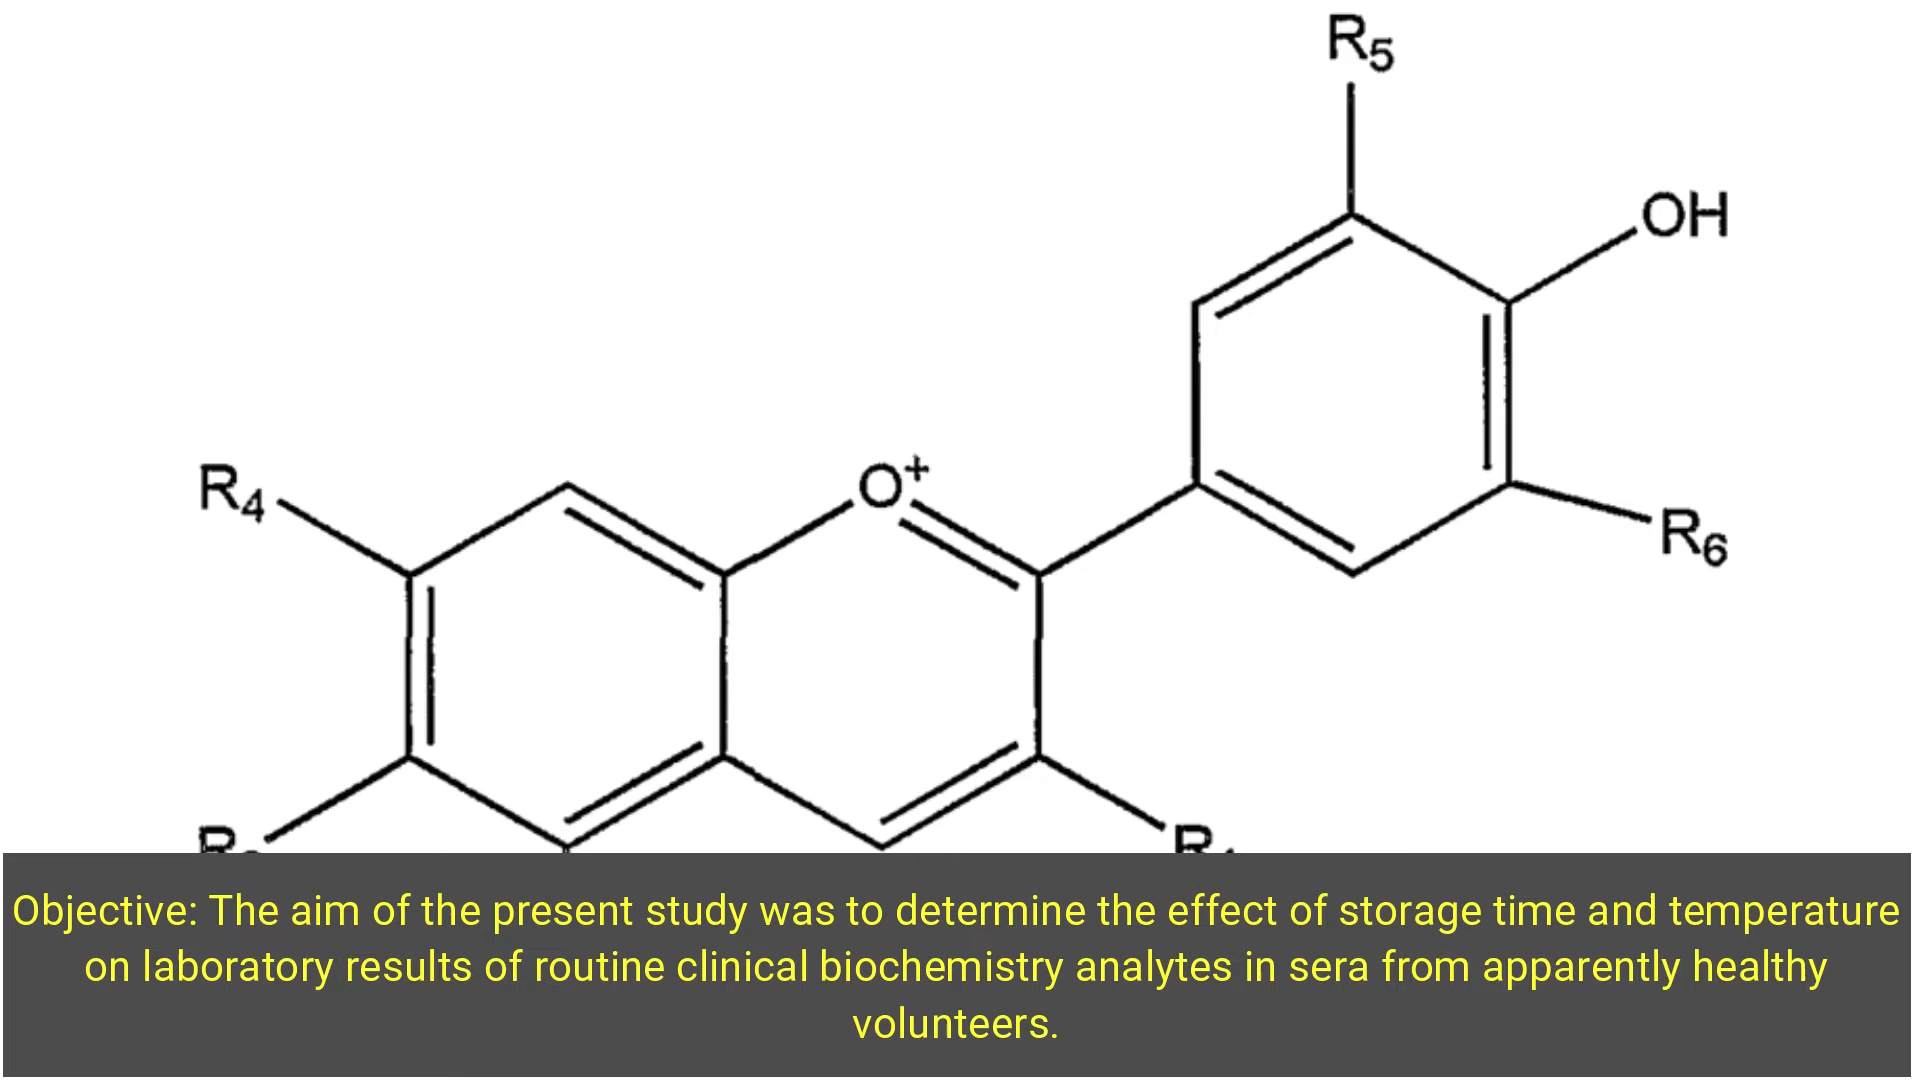 R5
OH
O+
R4
R6
Objective: The aim of the present study was to determine the effect of storage time and temperature
on laboratory results of routine clinical biochemistry analytes in sera from apparently healthy
volunteers.